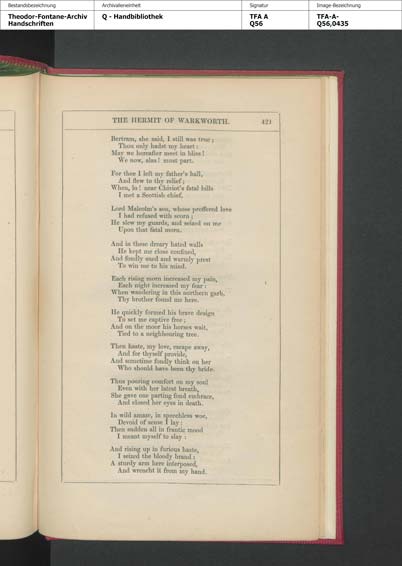 Bestandsbezeichnung Archivalieneinheit Signatur Image-Bezeichnung
Theodor-Fontane-Archiv Q - Handbibliothek TFA A TFA-A-
Handschriften Q56 Q56,0435
THE HERMIT OF WARKWORTH. 421
Bertram, she said, I still was true;
Thou only hadst my heart:
May we hereafter meet in bliss!
We now, alas! must part.
For thee I left my father's hall,
And flew to thy relief;
When, lo! near Chiviot's fatal hills
I met a Scottish chief,
Lord Malcolm's son, whose proffered love
I had refused with scorn;
He slew my guards, and seized on me
Upon that fatal morn.
And in these dreary hated walls
He kept me close confined,
And fondly sued and warmly prest
To win me to his mind.
Each rising morn increased my pain,
Each night increased my fear:
When wandering in this northern garb,
Thy brother found me here.
He quickly formed his brave design
To set me captive free;
And on the moor his horses wait,
Tied to a neighbouring tree.
Then haste, my love, escape away,
And for thyself provide,
And sometime fondly think on her
Who should have been thy bride.
Thus pouring comfort on my soul
Even with her latest breath,
She gave one parting fond embrace,
And closed her eyes in death.
In wild amaze, in speechless woe,
Devoid of sense I lay:
Then sudden all in frantic mood
I meant myself to slay:
And rising up in furious haste,
I seized the bloody brand:
A sturdy arm here interposed,
And wrencht it from my hand.